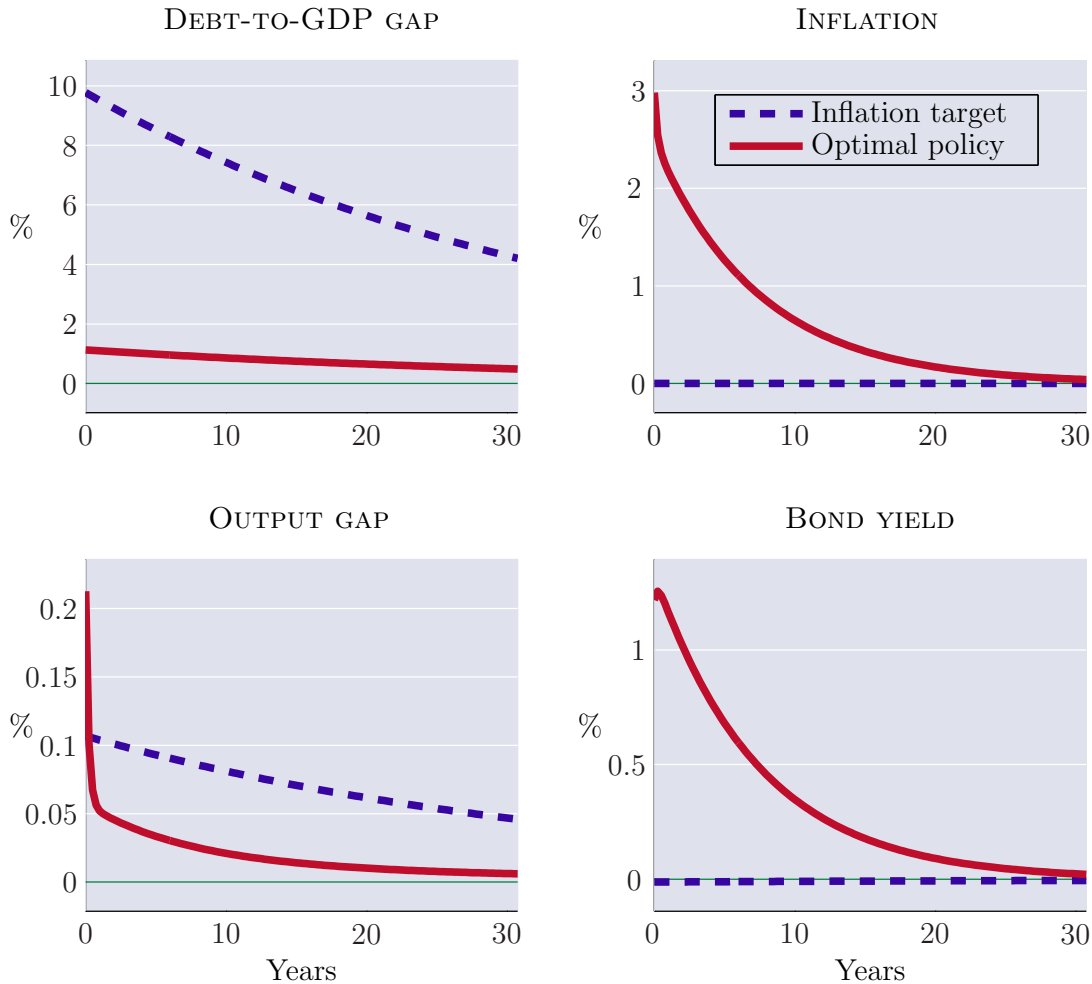 DEBT-TO-GDP GAP
%
10
8
6
4
2
0
0 10 20 30
INFLATION
%
3
2
1
0
0 10 20 30
Inflation target
Optimal policy
OUTPUT GAP
%
0.2
0.15
0.1
0.05
0
0 10 20 30
Years
BOND YIELD
%
1
0.5
0
0 10 20 30
Years